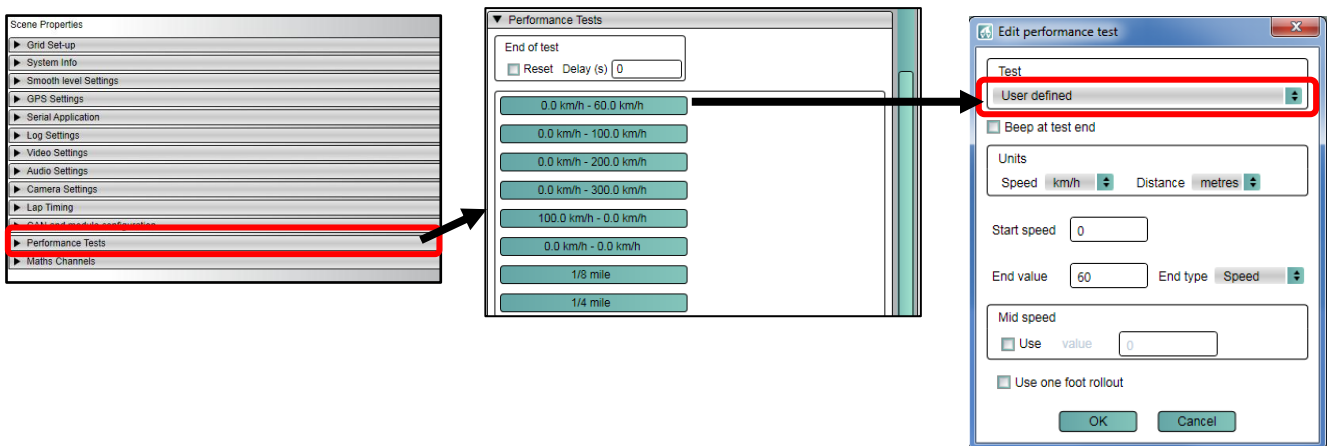 Scene Properties
Grid Set-up
System Info
Smooth level Settings
GPS Settings
Serial Application
Log Settings
Video Settings
Audio Settings
Camera Settings
Lap Timing
CAN and module configuration
Performance Tests
Maths Channels
Performance Tests
End of test
Reset Delay (s) 0
0.0 km/h - 60.0 km/h
0.0 km/h - 100.0 km/h
0.0 km/h - 200.0 km/h
0.0 km/h - 300.0 km/h
100.0 km/h - 0.0 km/h
0.0 km/h - 0.0 km/h
1/8 mile
1/4 mile
Edit performance test
Test
User defined
Beep at test end
Units
Speed km/h Distance metres
Start speed 0
End value 60 End type Speed
Mid speed
Use value 0
Use one foot rollout
OK Cancel